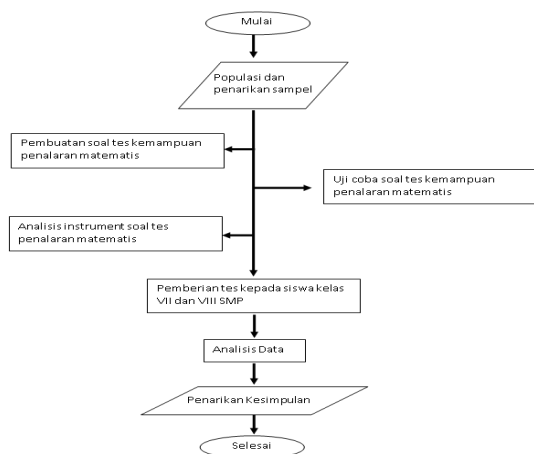 Mulai
Populasi dan
penarikan sampel
Pembuatan soal tes kemampuan
penalaran matematis
Uji coba soal tes kemampuan
penalaran matematis
Analisis instrument soal tes
penalaran matematis
Pemberian tes kepada siswa kelas
VII dan VIII SMP
Analisis Data
Penarikan Kesimpulan
Selesai